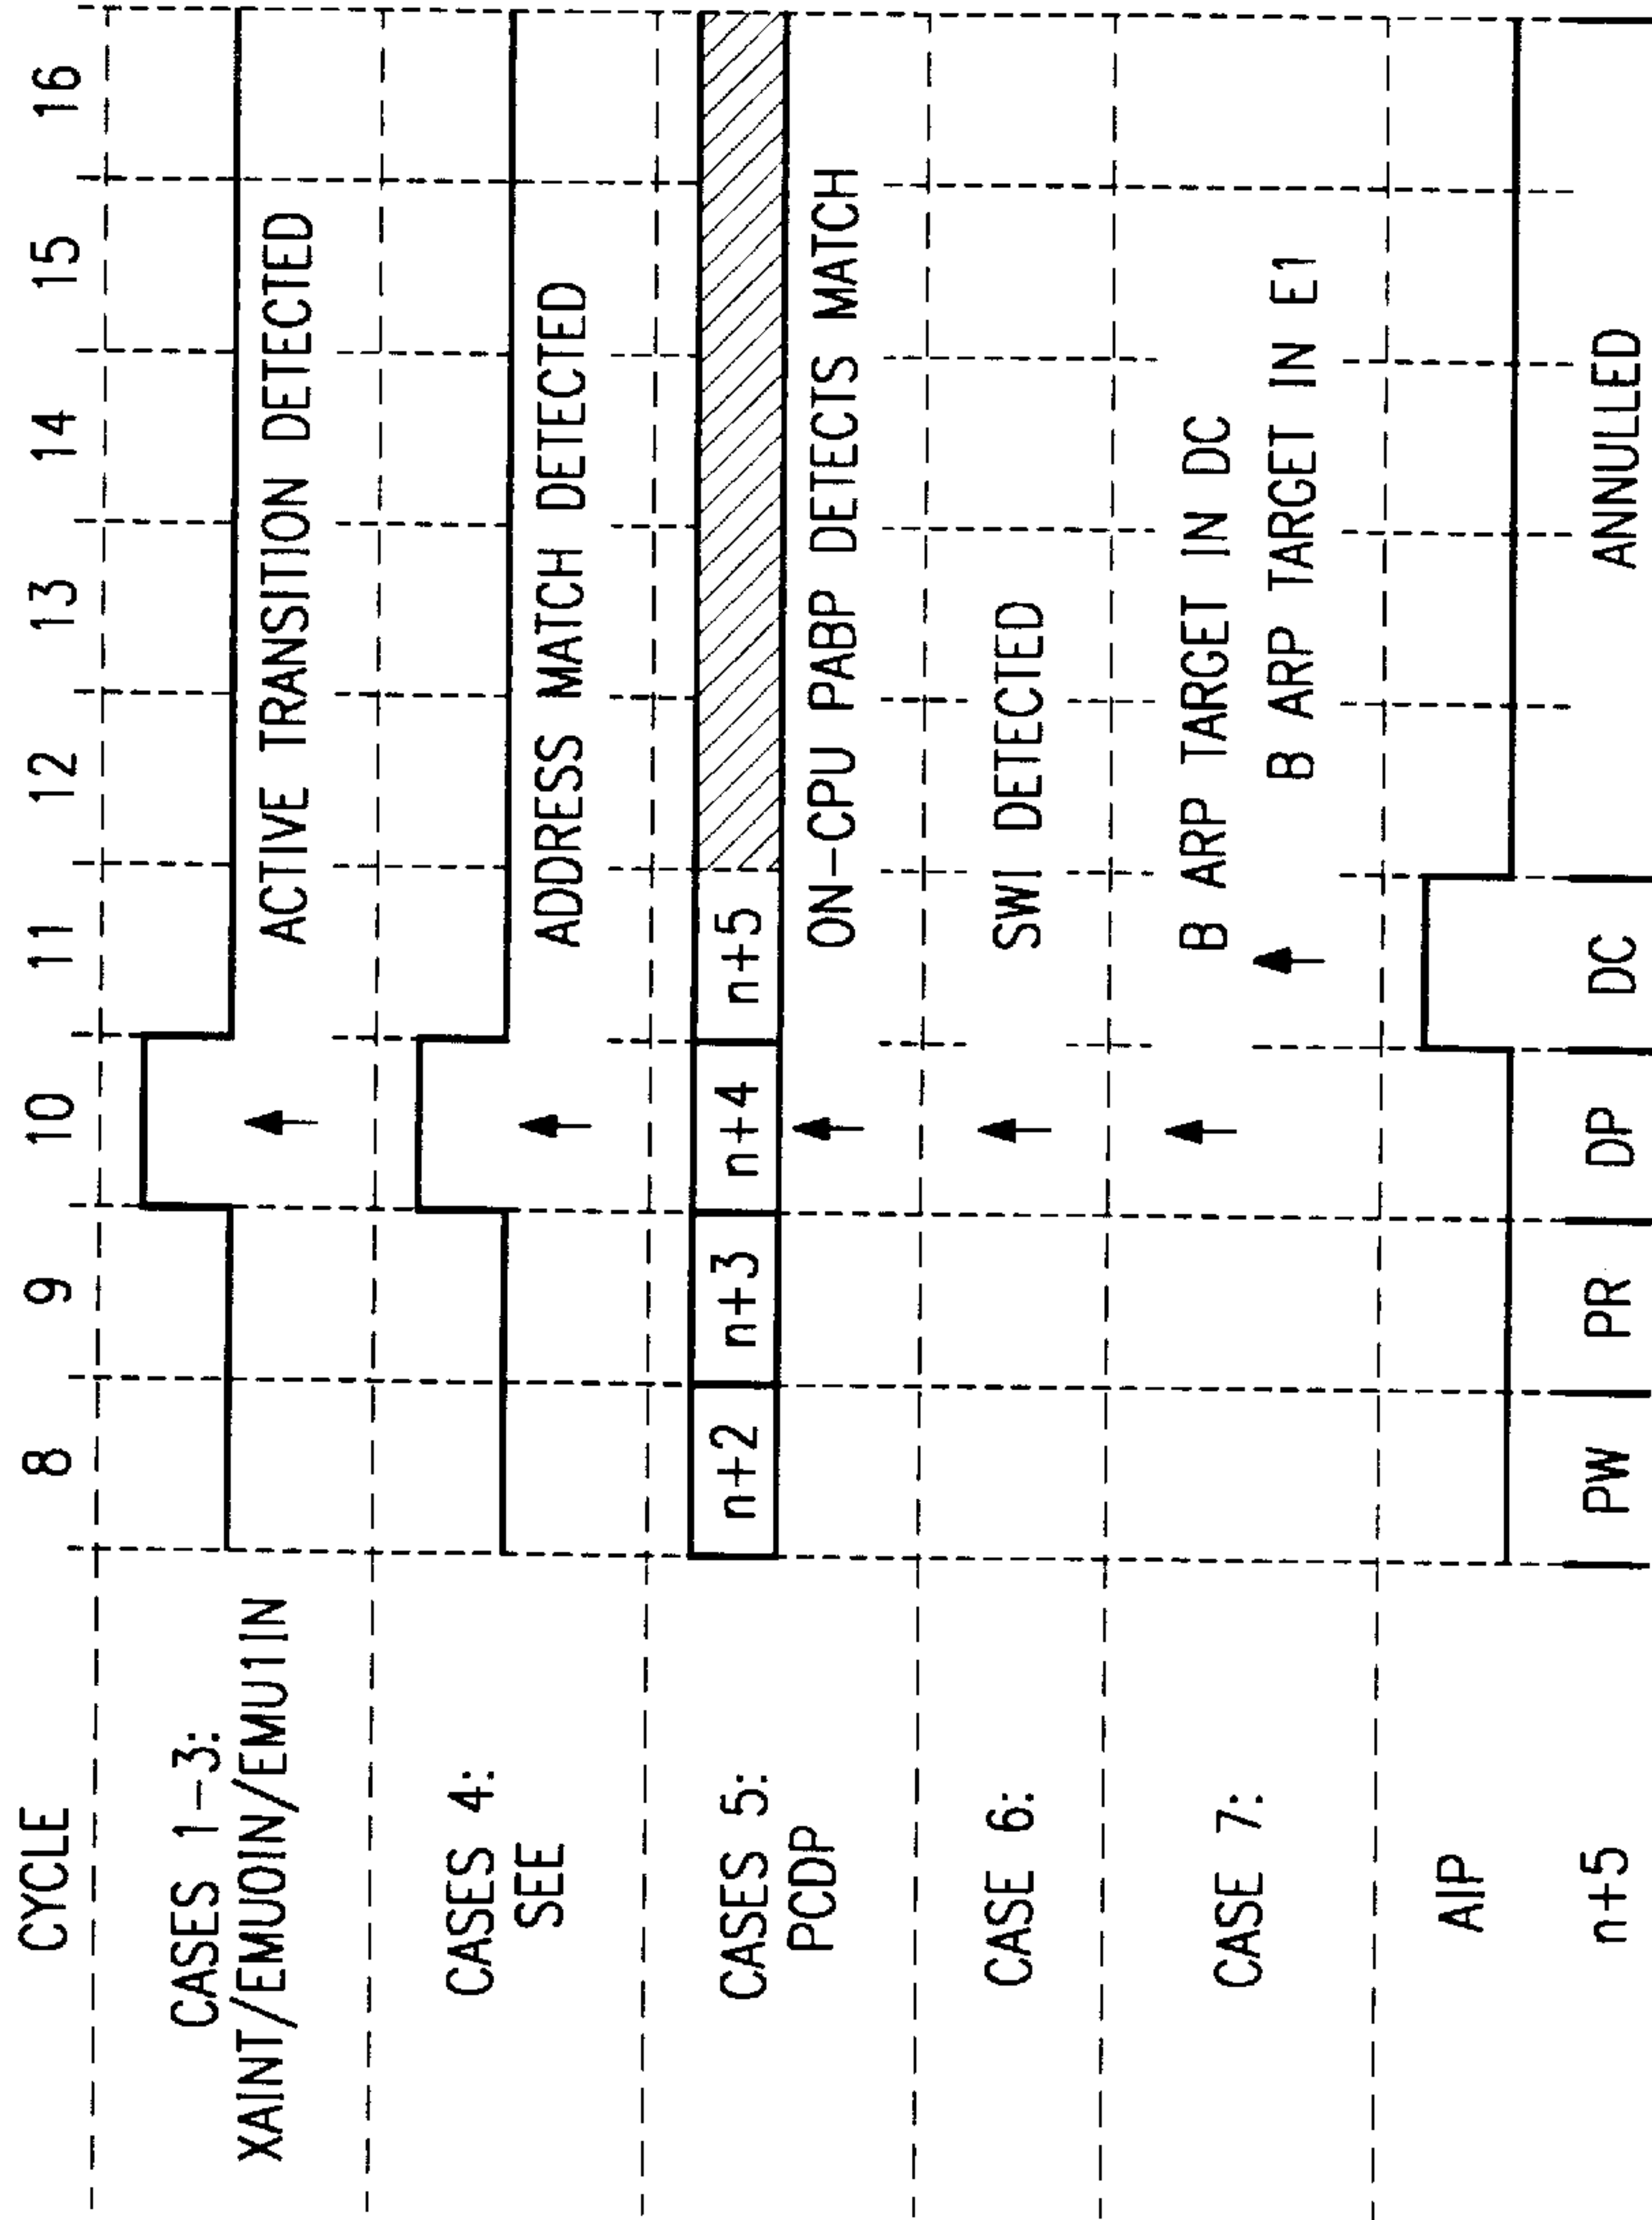 CYCLE 8 9 10 11 12 13 14 15 16
CASES 1-3:
XAINT/EMU0IN/EMU1IN
ACTIVE TRANSITION DETECTED
CASES 4:
SEE
ADDRESS MATCH DETECTED
CASES 5:
PCDP
n+2 n+3 n+4 n+5
ON-CPU PABP DETECTS MATCH
CASE 6:
SWI DETECTED
CASE 7:
B ARP TARGET IN DC
B ARP TARGET IN E1
AIP
n+5 PW PR DP DC ANNULLED